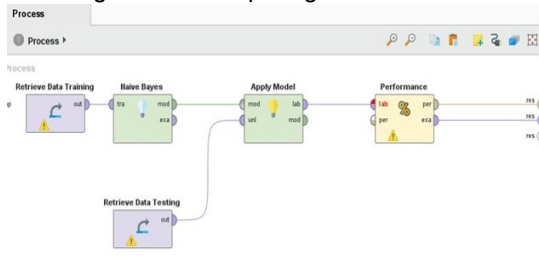 Process
Process
Process
Retrieve Data Training
out
Naive Bayes
tra
mod
exa
Apply Model
mod
lab
unl
mod
Performance
lab
per
per
exa
res
res
res
Retrieve Data Testing
out